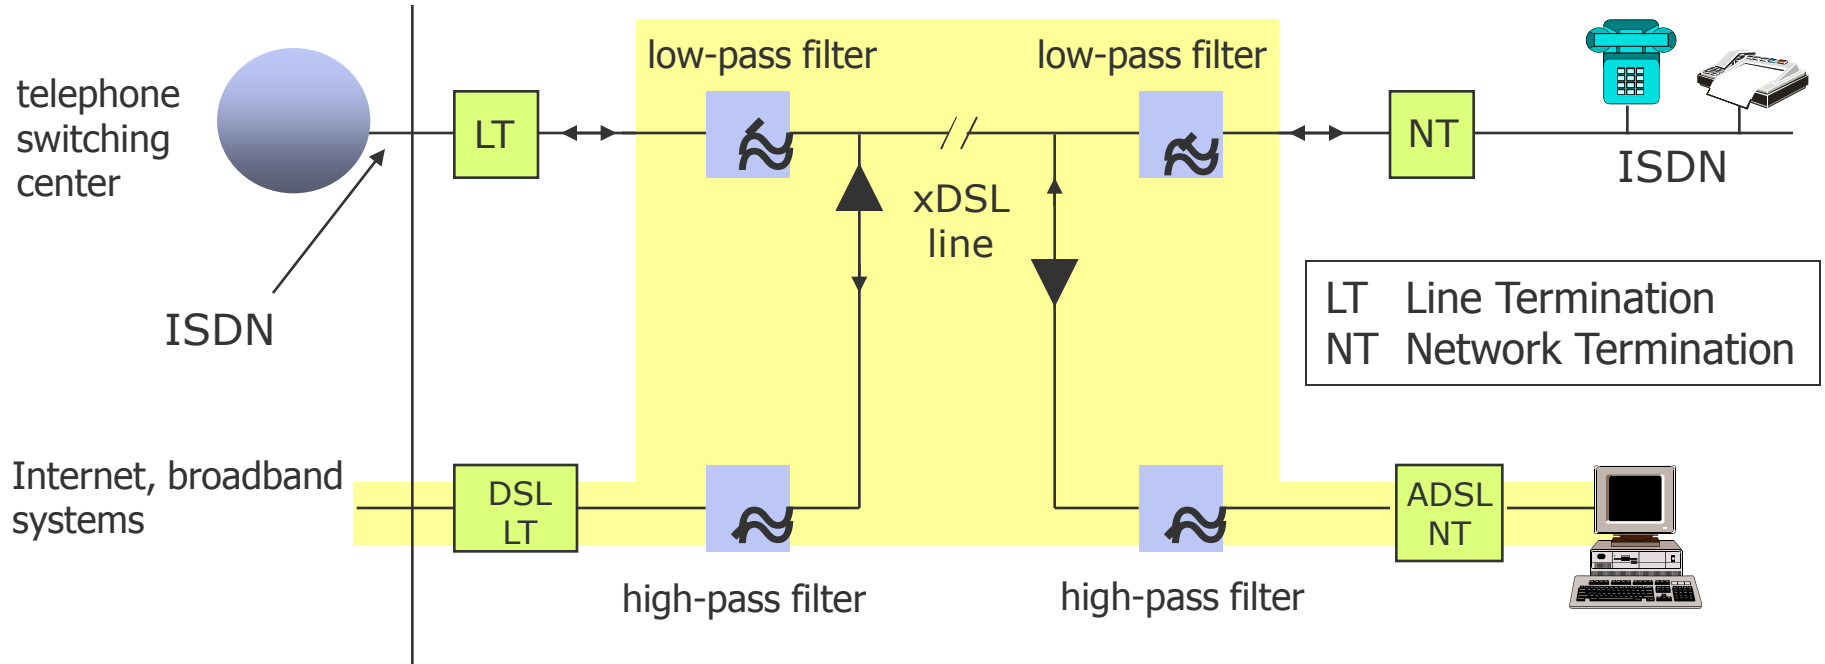 low-pass filter
low-pass filter
telephone
switching
center
LT
NT
ISDN
xDSL
line
ISDN
LT Line Termination
NT Network Termination
Internet, broadband
systems
DSL
LT
ADSL
NT
high-pass filter
high-pass filter